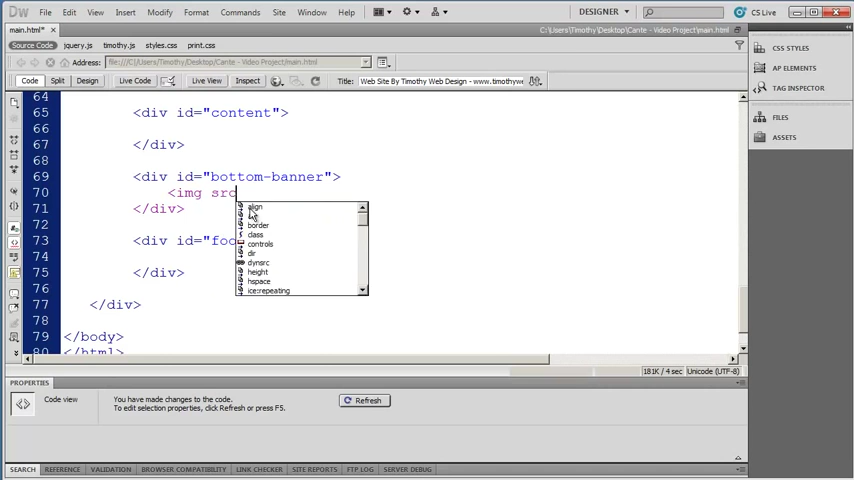 Dw File Edit View Insert Modify Format Commands Site Window Help DESIGNER CS Live
main.html* × C:\Users\Timothy\Desktop\Cante - Video Project\main.html
Source Code jquery.js timothy.js styles.css print.css
Address: file:///C|/Users/Timothy/Desktop/Cante - Video Project/main.html
Code Split Design Live Code Live View Inspect Title: Web Site By Timothy Web Design - www.timothywe
CSS STYLES
AP ELEMENTS
TAG INSPECTOR
FILES
ASSETS
64
65 <div id="content">
66
67 </div>
68
69 <div id="bottom-banner">
70 <img src
71 </div>
72
73 <div id="foo
74
75 </div>
76
77 </div>
78
79 </body>
80 </html>
align
border
class
controls
dir
dynsrc
height
hspace
ice:repeating
181K / 4 sec Unicode (UTF-8)
PROPERTIES
Code view
You have made changes to the code.
To edit selection properties, click Refresh or press F5.
Refresh
SEARCH REFERENCE VALIDATION BROWSER COMPATIBILITY LINK CHECKER SITE REPORTS FTP LOG SERVER DEBUG